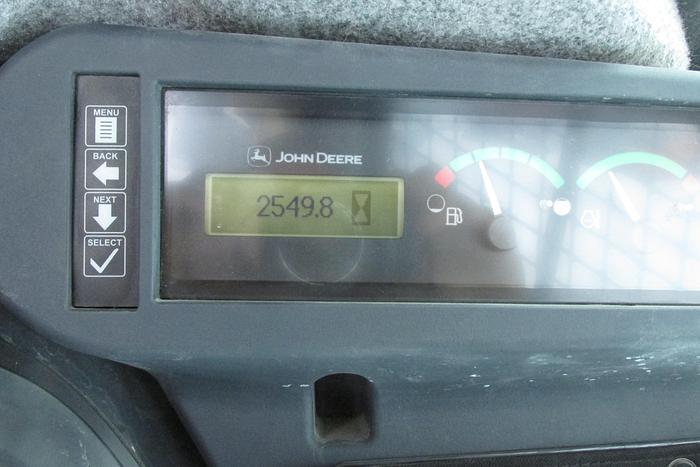 MENU
BACK
NEXT
SELECT
JOHN DEERE
2549.8